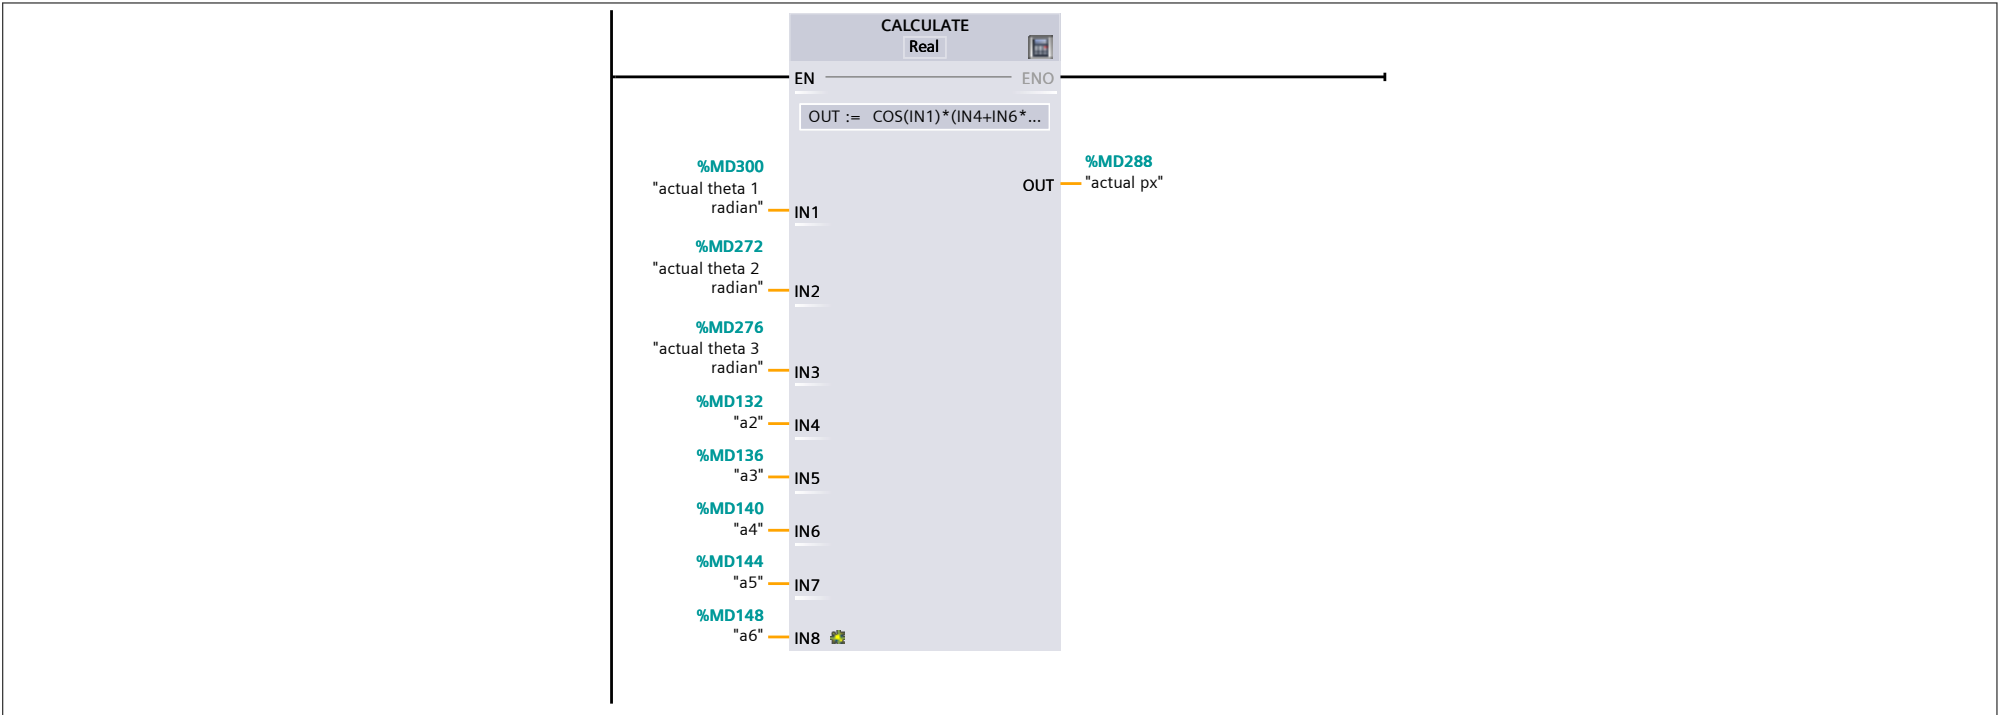 CALCULATE
Real
EN
ENO
OUT := COS(IN1)*(IN4+IN6*...
%MD300
"actual theta 1
radian"
IN1
%MD288
"actual px"
OUT
%MD272
"actual theta 2
radian"
IN2
%MD276
"actual theta 3
radian"
IN3
%MD132
"a2"
IN4
%MD136
"a3"
IN5
%MD140
"a4"
IN6
%MD144
"a5"
IN7
%MD148
"a6"
IN8